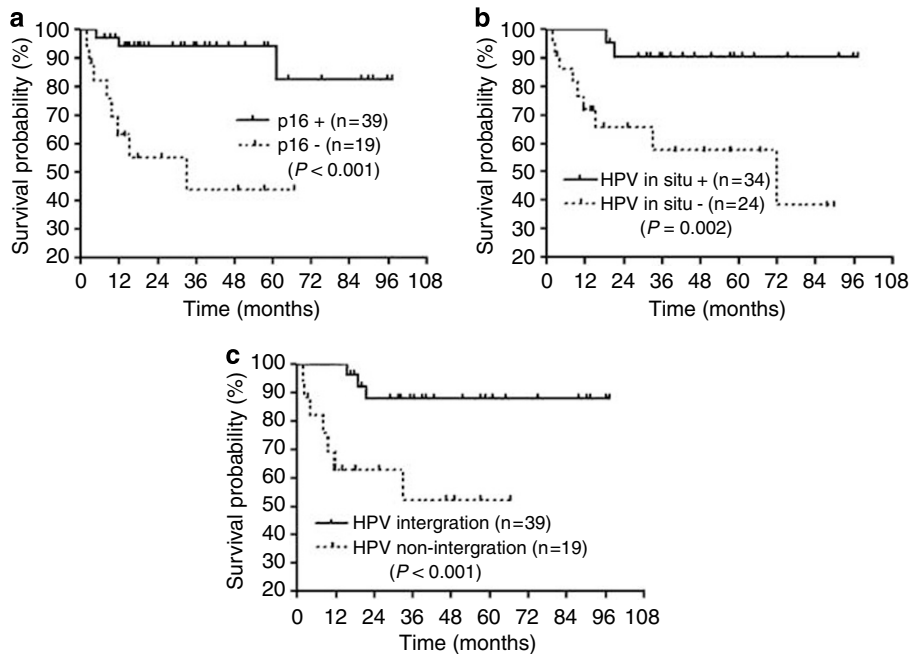 a
Survival probability (%)
100
90
80
70
60
50
40
30
20
p16 + (n=39)
p16 - (n=19)
(P < 0.001)
0 12 24 36 48 60 72 84 96 108
Time (months)
b
Survival probability (%)
100
90
80
70
60
50
40
30
20
HPV in situ + (n=34)
HPV in situ - (n=24)
(P = 0.002)
0 12 24 36 48 60 72 84 96 108
Time (months)
c
Survival probability (%)
100
90
80
70
60
50
40
30
20
HPV intergration (n=39)
HPV non-intergration (n=19)
(P < 0.001)
0 12 24 36 48 60 72 84 96 108
Time (months)